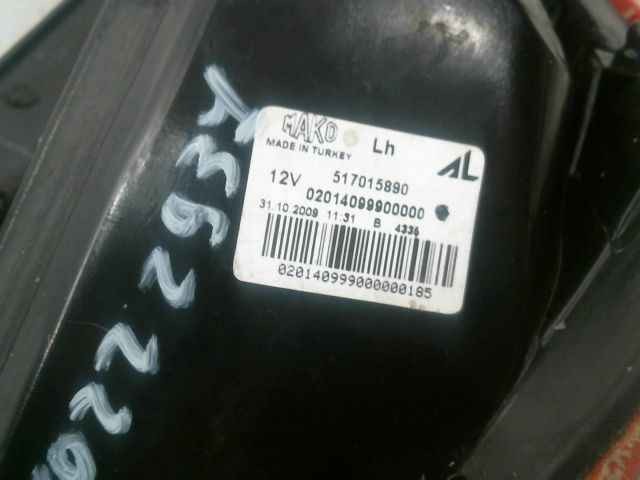 MAKO
Lh
AL
MADE IN TURKEY
12V 517015890
02014099900000
31.10.2009 11:31 B 4336
020140999000000185